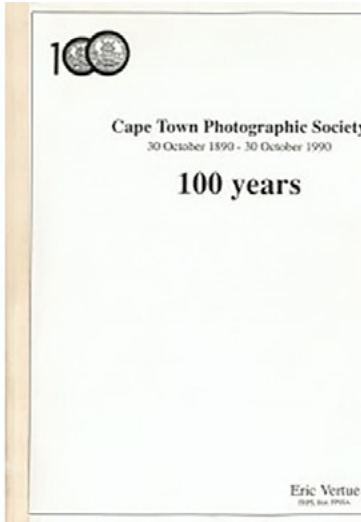 100
Cape Town Photographic Society
30 October 1890 - 30 October 1990
100 years
Eric Vertue